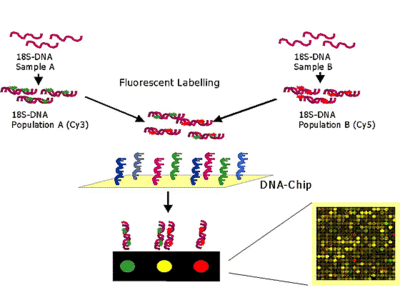 18S-DNA
Sample A
18S-DNA
Sample B
Fluorescent Labelling
18S-DNA
Population A (Cy3)
18S-DNA
Population B (Cy5)
DNA-Chip